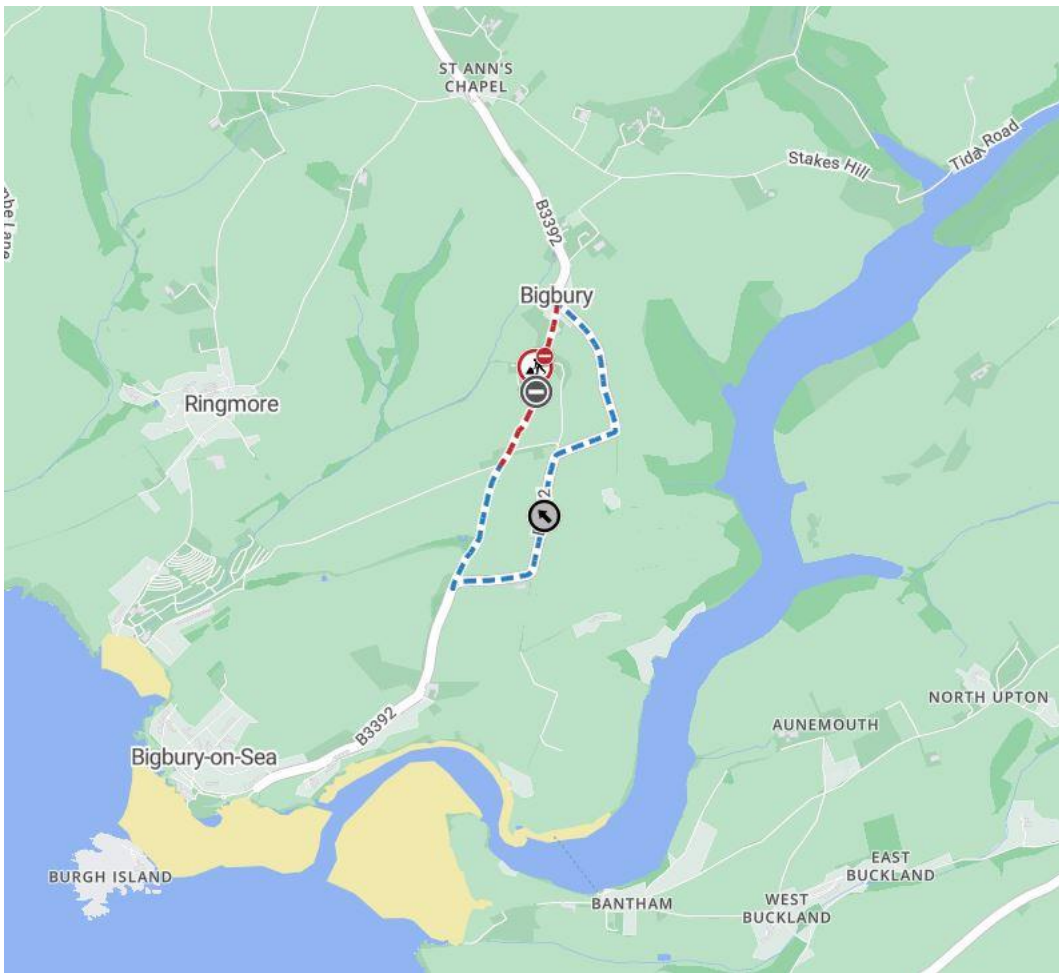 ST ANN'S
CHAPEL
Stakes Hill
Tidal Road
B3392
Bigbury
Ringmore
NORTH UPTON
AUNEMOUTH
B3392
Bigbury-on-Sea
BURGH ISLAND
EAST
BUCKLAND
BANTHAM
WEST
BUCKLAND